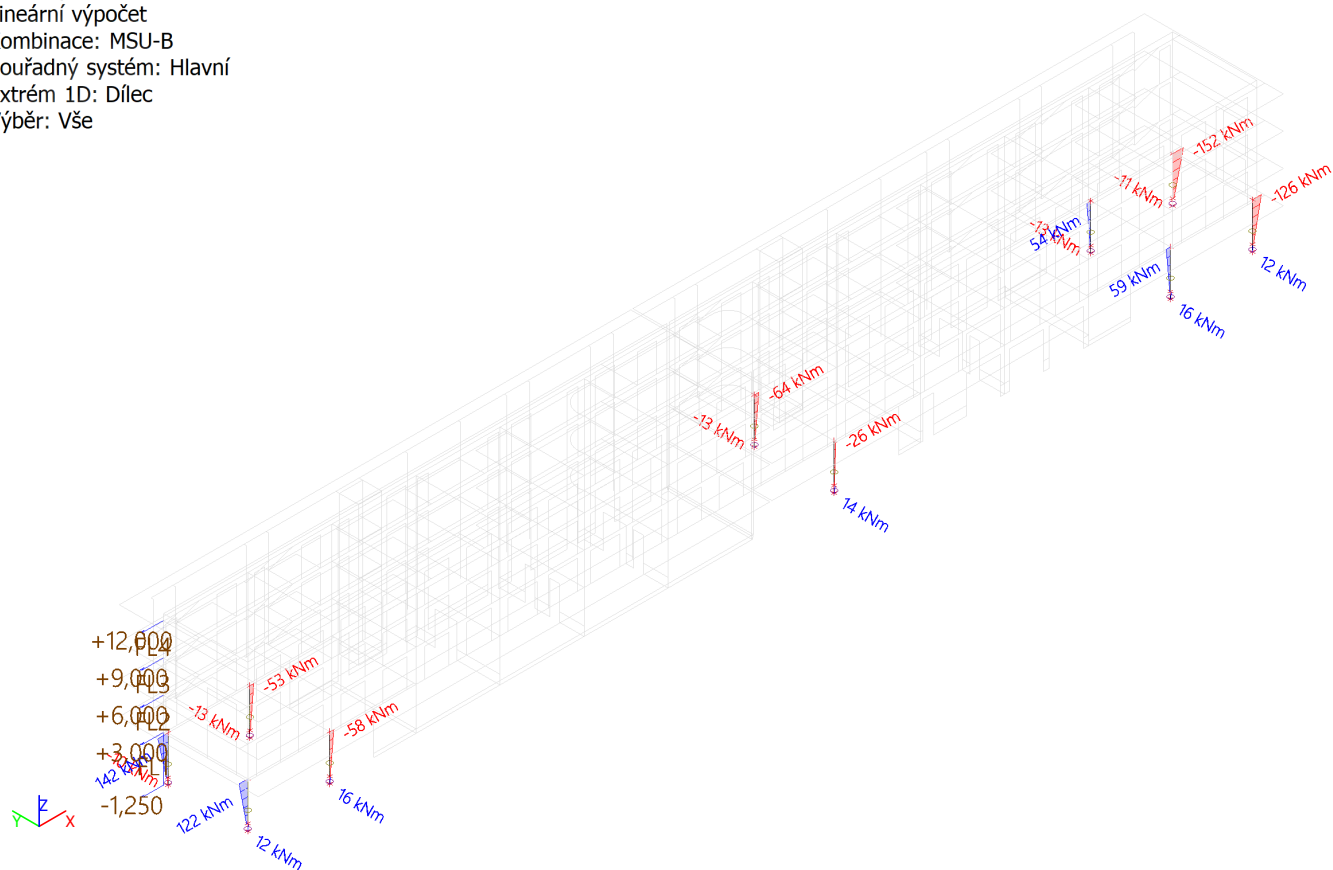 ineární výpočet
ombinace: MSU-B
ouřadný systém: Hlavní
xtrém 1D: Dílec
ýběr: Vše
-152 kNm
-11 kNm
-126 kNm
54 kNm
12 kNm
59 kNm
16 kNm
-64 kNm
-13 kNm
-26 kNm
14 kNm
+12,000
FL4
-53 kNm
+9,000
FL3
-13 kNm
-58 kNm
+6,000
FL2
+3,000
142 kNm
-1,250
16 kNm
122 kNm
12 kNm
Z
Y
X